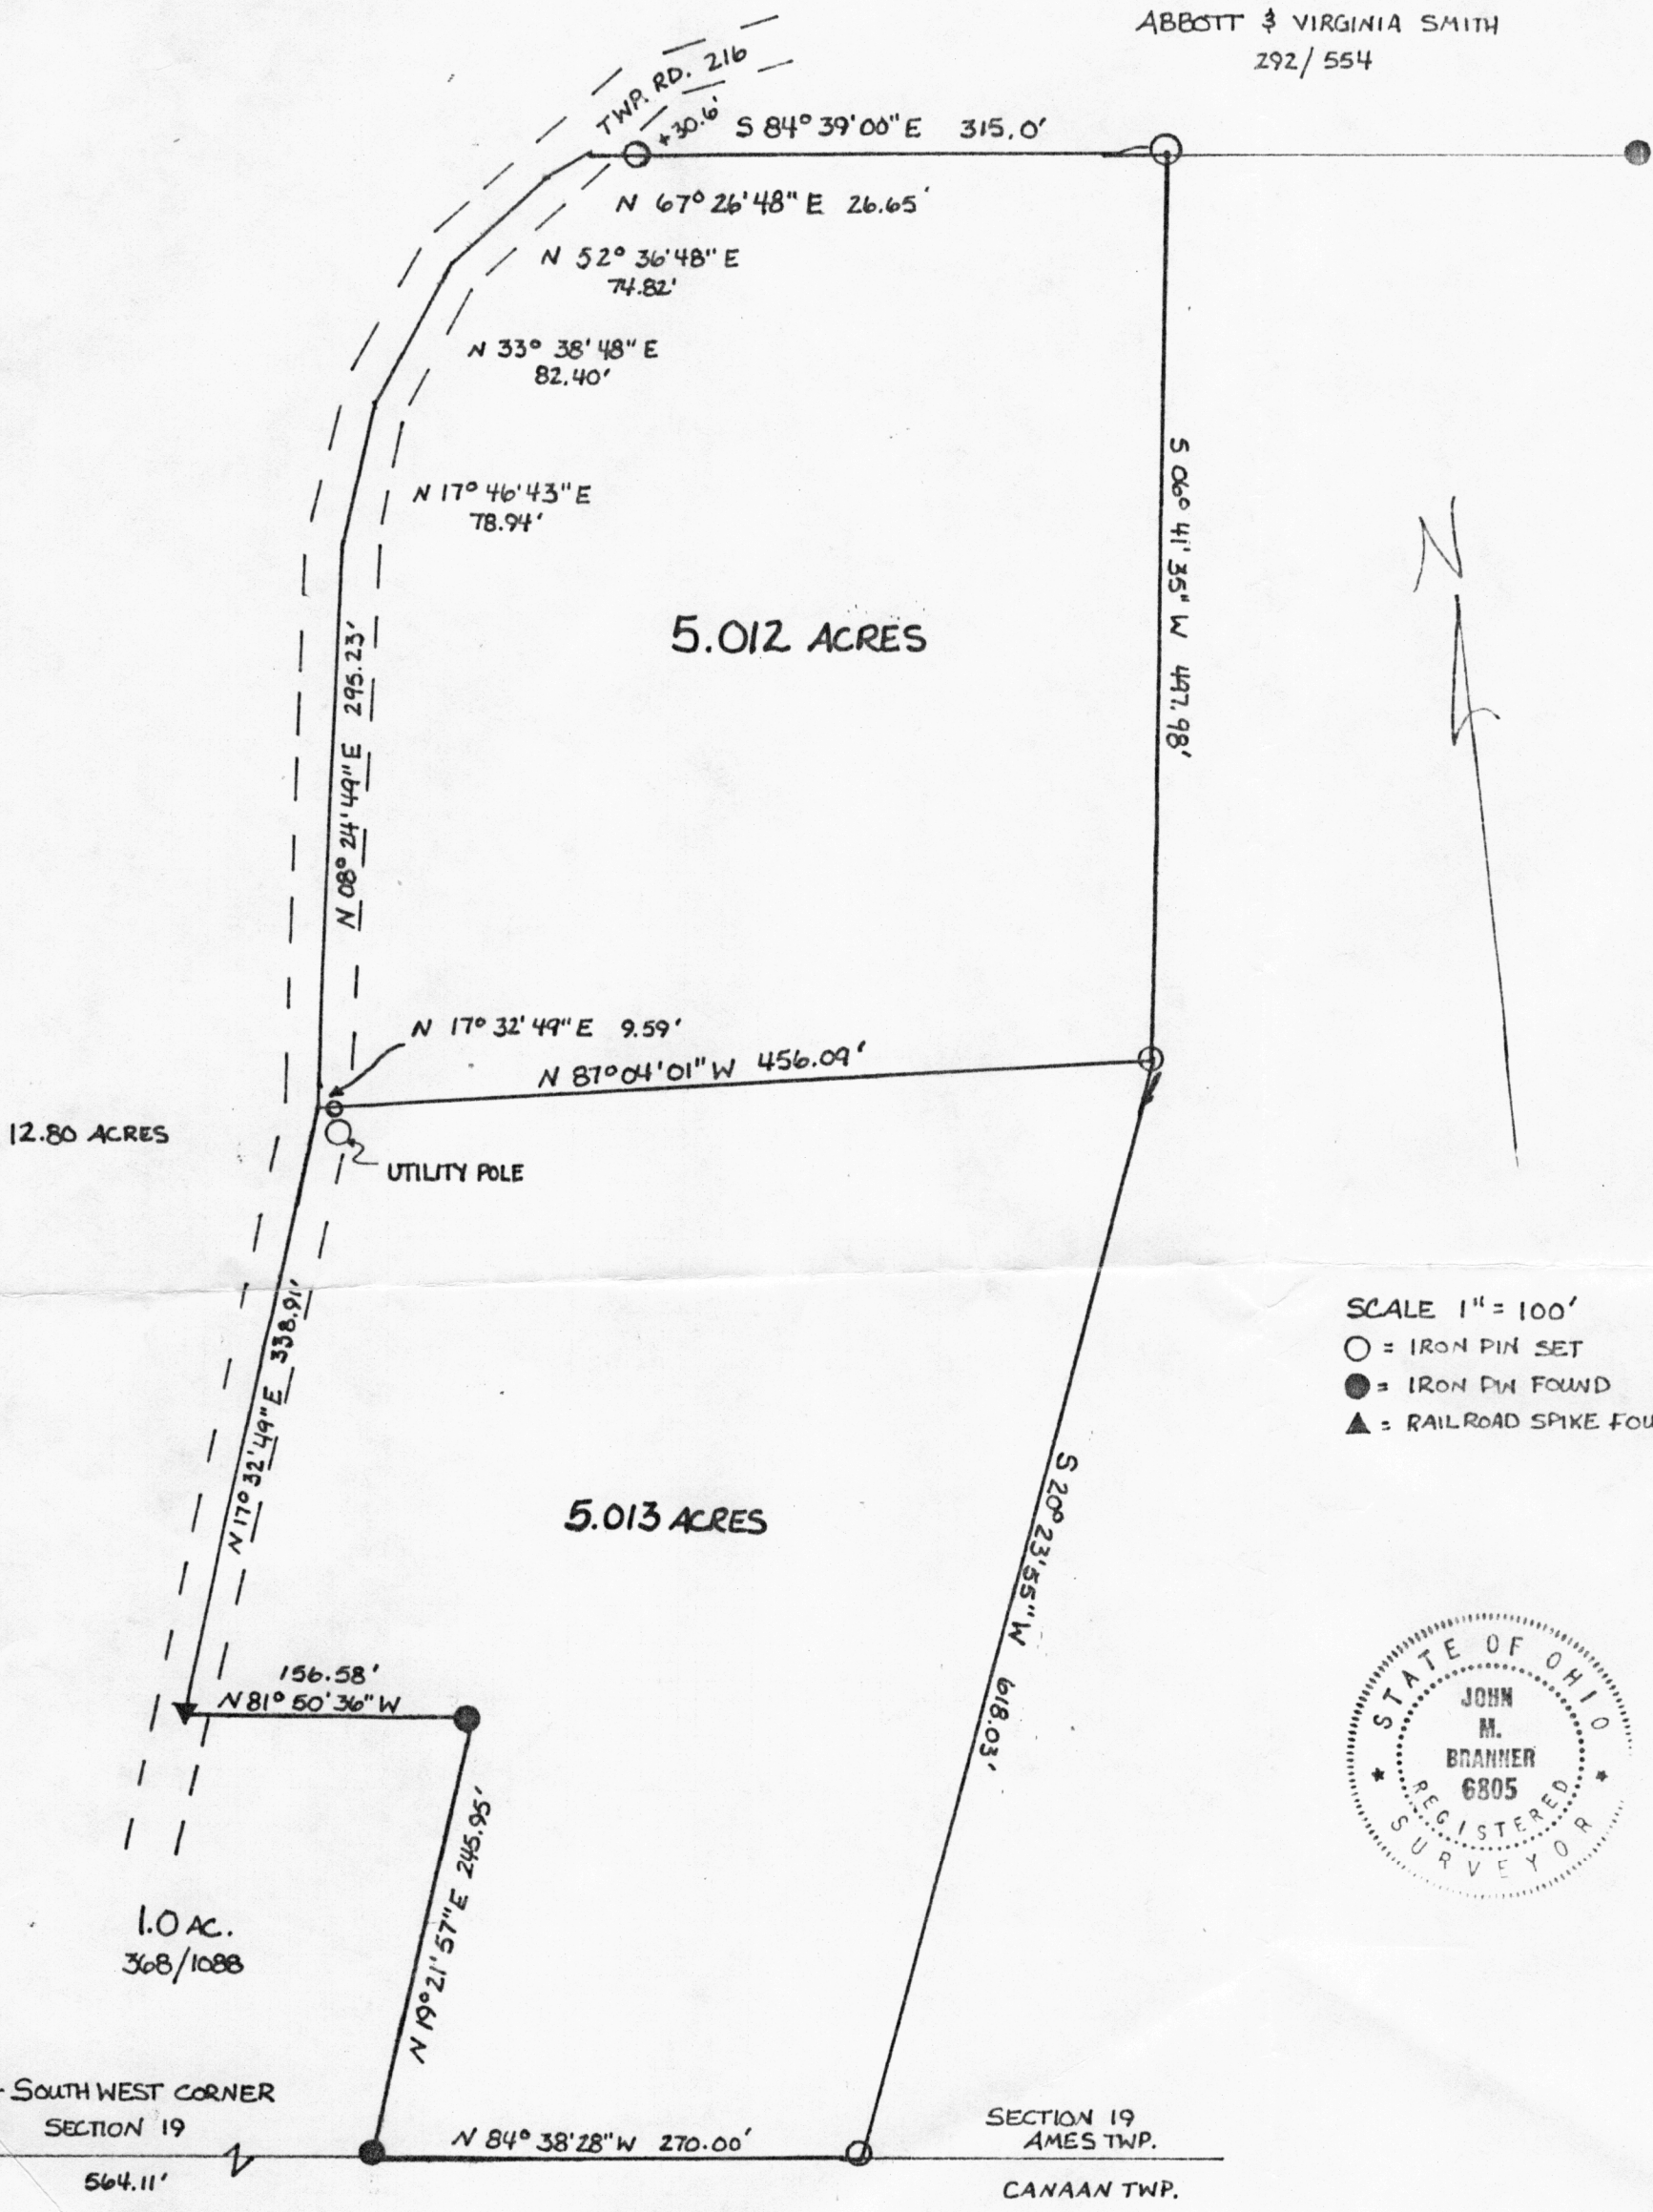 ABBOTT & VIRGINIA SMITH
292/554
TWP. RD. 216
+30.6'
S 84° 39' 00" E 315.0'
N 67° 26' 48" E 26.65'
N 52° 36' 48" E
74.82'
N 33° 38' 48" E
82.40'
N 17° 46' 43" E
78.94'
S 06° 41' 35" W 497.98'
N
5.012 ACRES
N 08° 24' 49" E 295.23'
N 17° 32' 49" E 9.59'
N 87° 04' 01" W 456.09'
12.80 ACRES
UTILITY POLE
N 17° 32' 49" E 338.91'
SCALE 1" = 100'
= IRON PIN SET
= IRON PIN FOUND
= RAILROAD SPIKE FOU
S 20° 23' 55" W 618.03'
5.013 ACRES
156.58'
N 81° 50' 36" W
STATE OF OHIO
JOHN
M.
BRANNER
6805
REGISTERED
SURVEYOR
N 19° 21' 57" E 245.95'
1.0 AC.
368/1088
SOUTHWEST CORNER
SECTION 19
564.11'
N 84° 38' 28" W 270.00'
SECTION 19
AMES TWP.
CANAAN TWP.